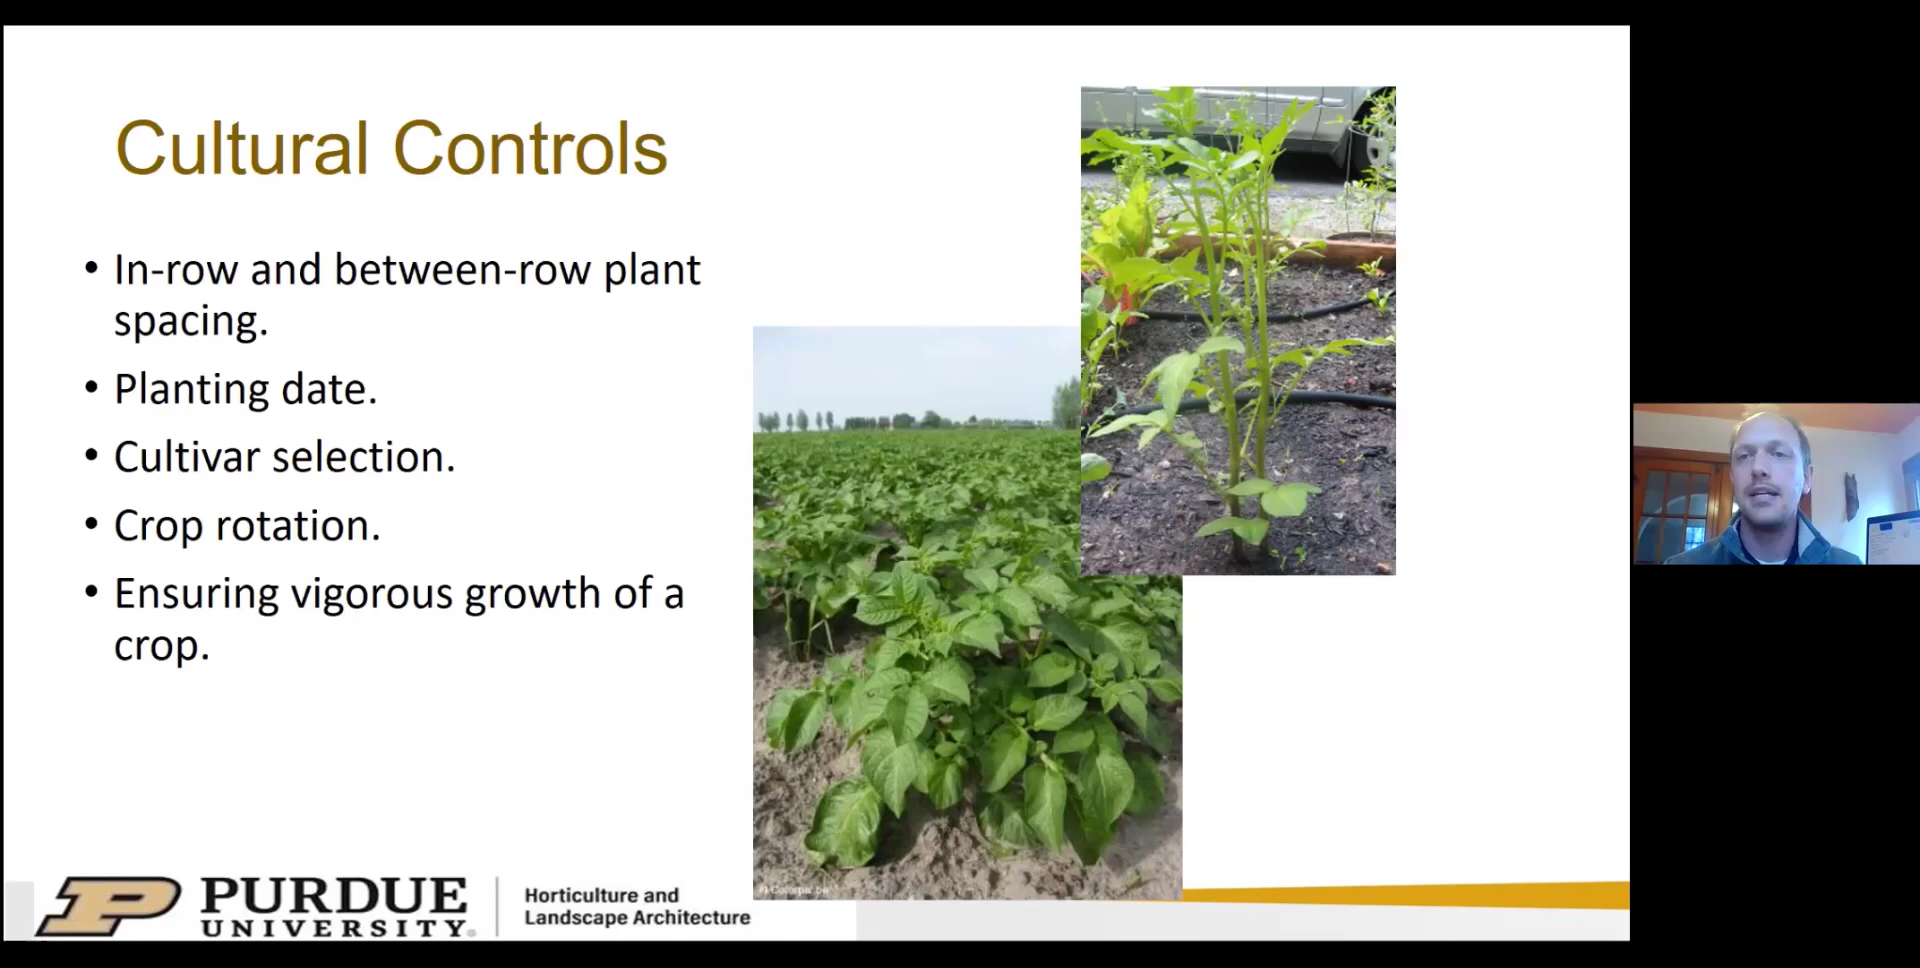 Cultural Controls
• In-row and between-row plant
spacing.
• Planting date.
• Cultivar selection.
• Crop rotation.
• Ensuring vigorous growth of a
crop.
PURDUE
UNIVERSITY®
Horticulture and
Landscape Architecture